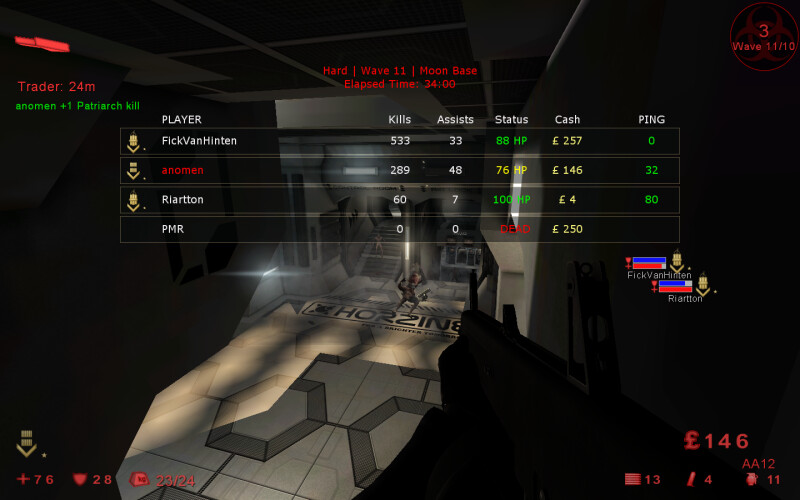 3
Wave 11/10
Trader: 24m
anomen +1 Patriarch kill
Hard | Wave 11 | Moon Base
Elapsed Time: 34:00
PLAYER Kills Assists Status Cash PING
FickVanHinten 533 33 88 HP £ 257 0
anomen 289 48 76 HP £ 146 32
Riartton 60 7 100 HP £ 4 80
PMR 0 0 DEAD £ 250
FickVanHinten
Riartton
HORZINE
£146
AA12
76 28 23/24 13 4 11